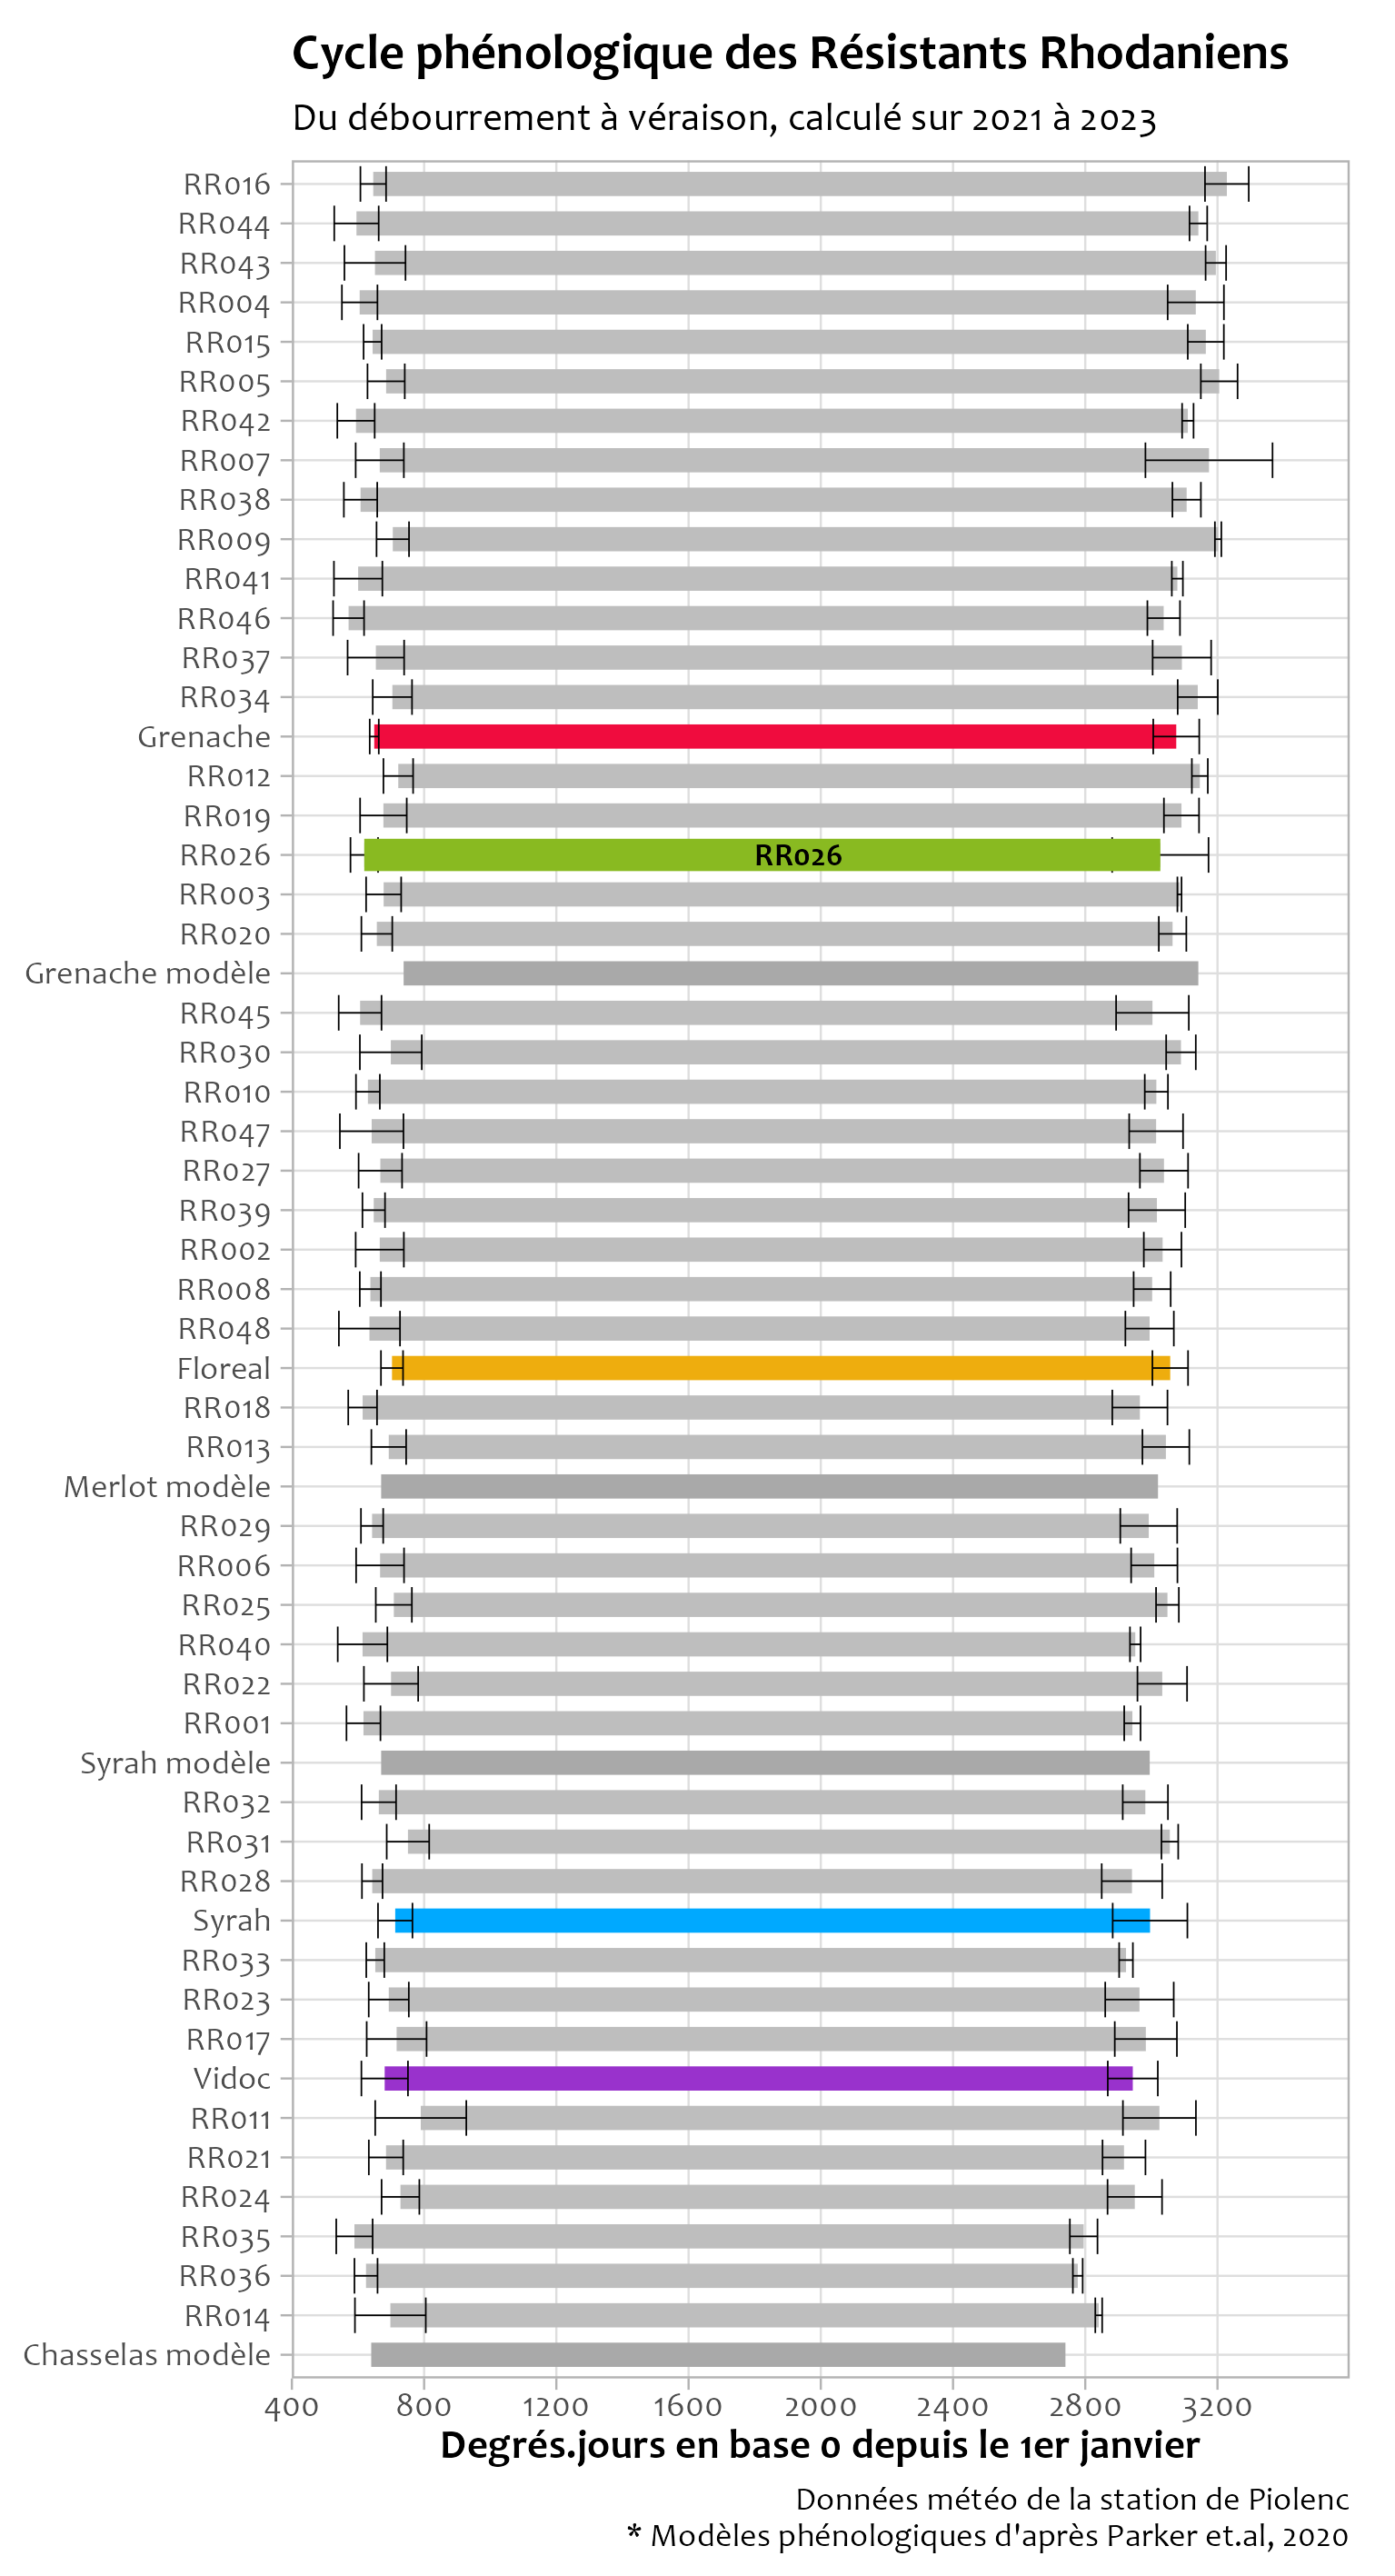 Cycle phénologique des Résistants Rhodaniens
Du débourrement à véraison, calculé sur 2021 à 2023
RR016
RR044
RR043
RR004
RR015
RR005
RR042
RR007
RR038
RR009
RR041
RR046
RR037
RR034
Grenache
RR012
RR019
RR026 RR026
RR003
RR020
Grenache modèle
RR045
RR030
RR010
RR047
RR027
RR039
RR002
RR008
RR048
Floreal
RR018
RR013
Merlot modèle
RR029
RR006
RR025
RR040
RR022
RR001
Syrah modèle
RR032
RR031
RR028
Syrah
RR033
RR023
RR017
Vidoc
RR011
RR021
RR024
RR035
RR036
RR014
Chasselas modèle
400 800 1200 1600 2000 2400 2800 3200
Degrés.jours en base 0 depuis le 1er janvier
Données météo de la station de Piolenc
* Modèles phénologiques d'après Parker et.al, 2020